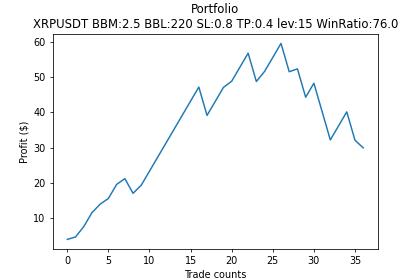 Portfolio
XRPUSDT BBM:2.5 BBL:220 SL:0.8 TP:0.4 lev:15 WinRatio:76.0
60
50
40
30
20
10
Profit ($)
0 5 10 15 20 25 30 35
Trade counts